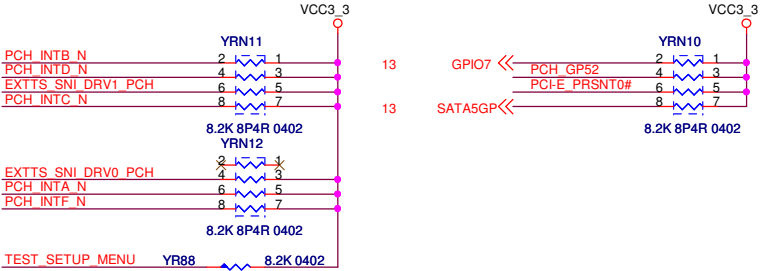 VCC3_3
VCC3_3
YRN11
YRN10
PCH_INTB_N 2 1
13 GPIO7 2 1
PCH_INTD_N 4 3
PCH_GP52 4 3
EXTTS_SNI_DRV1_PCH 6 5
PCI-E_PRSNT0# 6 5
PCH_INTC_N 8 7
13 SATA5GP 8 7
8.2K 8P4R 0402
8.2K 8P4R 0402
YRN12
2 1
EXTTS_SNI_DRV0_PCH 4 3
PCH_INTA_N 6 5
PCH_INTF_N 8 7
8.2K 8P4R 0402
TEST_SETUP_MENU YR88 8.2K 0402